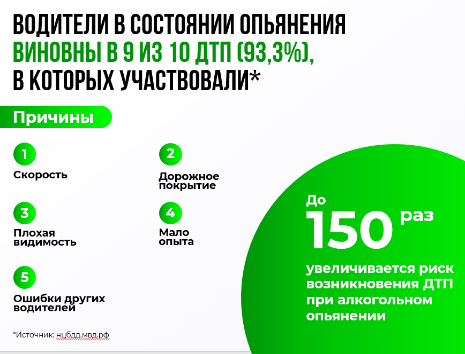 ВОДИТЕЛИ В СОСТОЯНИИ ОПЬЯНЕНИЯ
ВИНОВНЫ В 9 ИЗ 10 ДТП (93,3%),
В КОТОРЫХ УЧАСТВОВАЛИ*
Причины
1
Скорость
2
Дорожное
покрытие
3
Плохая
видимость
4
Мало
опыта
5
Ошибки других
водителей
До
150 раз
увеличивается риск
возникновения ДТП
при алкогольном
опьянении
*Источник: нцбдд.мвд.рф